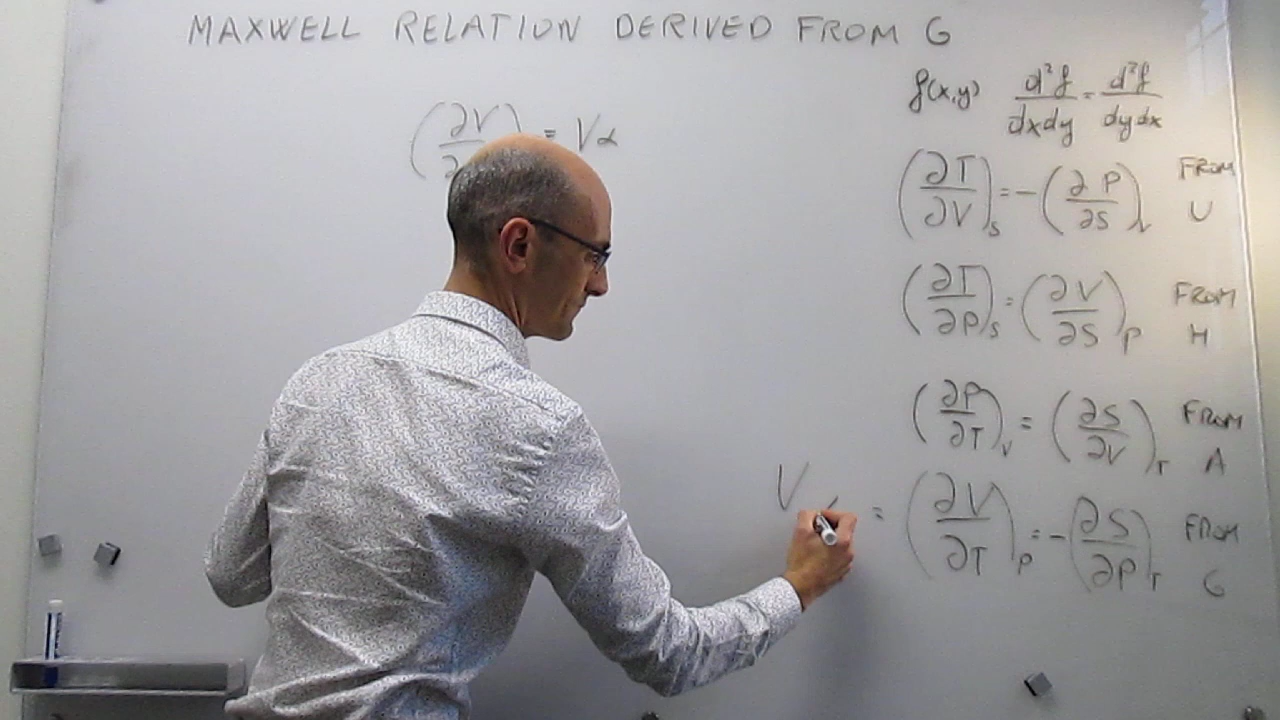 MAXWELL RELATION DERIVED FROM G
f(x,y) d²f/dxdy = d²f/dydx
(∂V/∂ ) = Vα
(∂T/∂V)_S = -(∂P/∂S)_V FROM U
(∂T/∂P)_S = (∂V/∂S)_P FROM H
(∂P/∂T)_V = (∂S/∂V)_T FROM A
V = (∂V/∂T)_P = -(∂S/∂P)_T FROM G